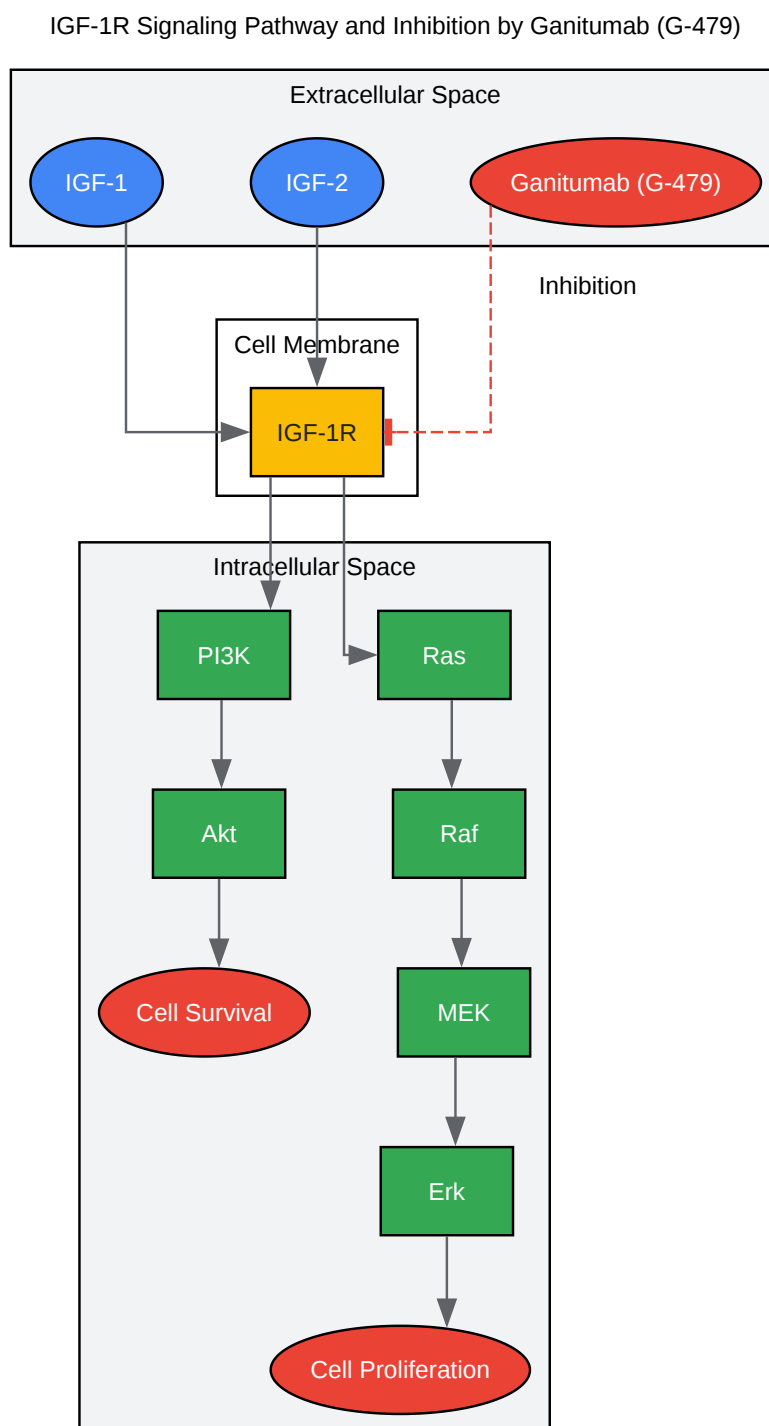 IGF-1R Signaling Pathway and Inhibition by Ganitumab (G-479)
Extracellular Space
IGF-1
IGF-2
Ganitumab (G-479)
Inhibition
Cell Membrane
IGF-1R
Intracellular Space
PI3K
Ras
Akt
Raf
Cell Survival
MEK
Erk
Cell Proliferation